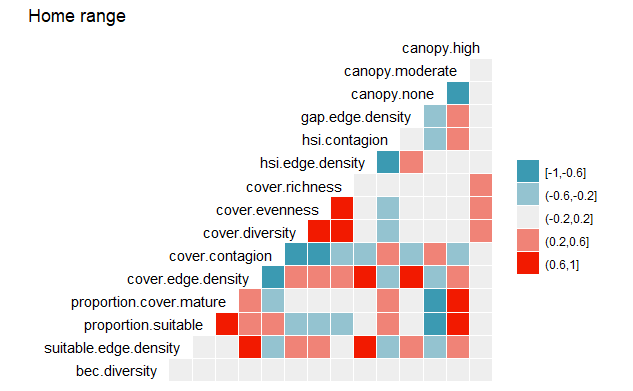 Home range
canopy.high
canopy.moderate
canopy.none
gap.edge.density
hsi.contagion
hsi.edge.density
cover.richness
cover.evenness
cover.diversity
cover.contagion
cover.edge.density
proportion.cover.mature
proportion.suitable
suitable.edge.density
bec.diversity
[-1,-0.6]
(-0.6,-0.2]
(-0.2,0.2]
(0.2,0.6]
(0.6,1]